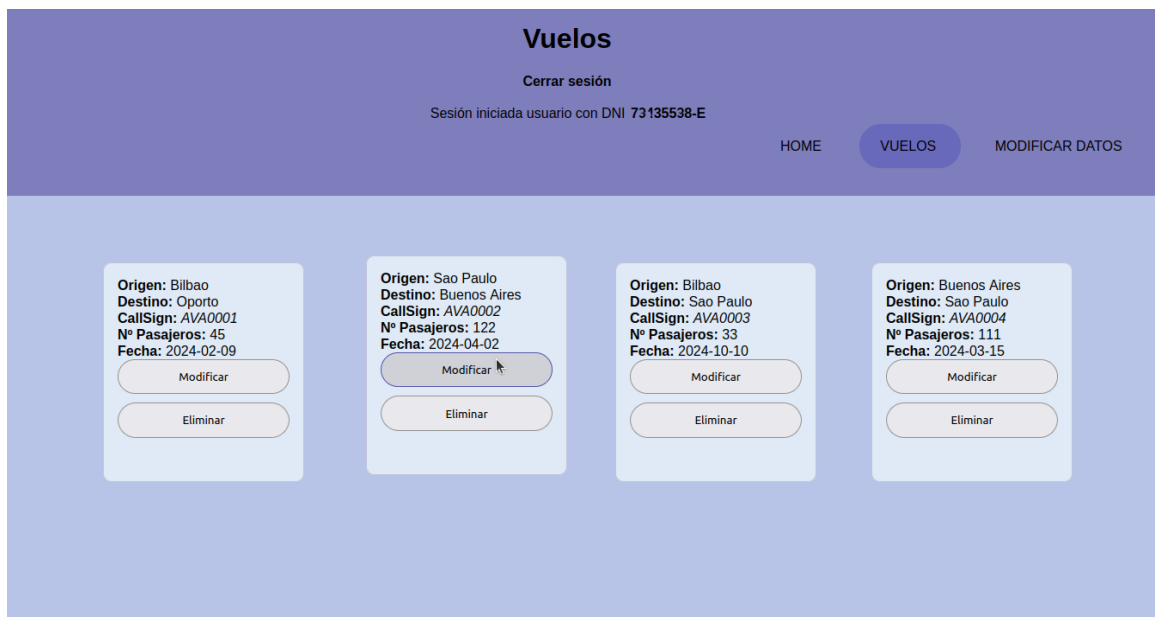 Vuelos
Cerrar sesión
Sesión iniciada usuario con DNI 73135538-E
HOME VUELOS MODIFICAR DATOS
Origen: Bilbao
Destino: Oporto
CallSign: AVA0001
Nº Pasajeros: 45
Fecha: 2024-02-09
Modificar
Eliminar
Origen: Sao Paulo
Destino: Buenos Aires
CallSign: AVA0002
Nº Pasajeros: 122
Fecha: 2024-04-02
Modificar
Eliminar
Origen: Bilbao
Destino: Sao Paulo
CallSign: AVA0003
Nº Pasajeros: 33
Fecha: 2024-10-10
Modificar
Eliminar
Origen: Buenos Aires
Destino: Sao Paulo
CallSign: AVA0004
Nº Pasajeros: 111
Fecha: 2024-03-15
Modificar
Eliminar